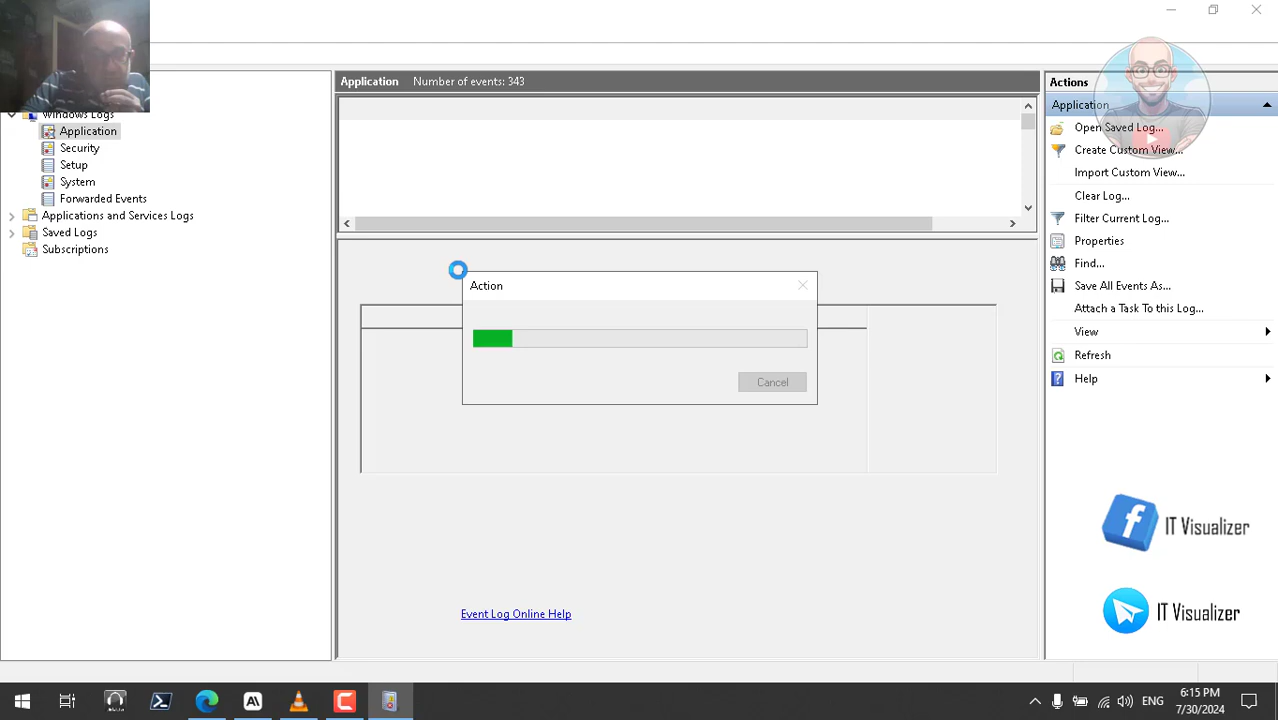 Application Number of events: 343
Windows Logs
Application
Security
Setup
System
Forwarded Events
Applications and Services Logs
Saved Logs
Subscriptions
Action
Cancel
Event Log Online Help
Actions
Application
Open Saved Log...
Create Custom View...
Import Custom View...
Clear Log...
Filter Current Log...
Properties
Find...
Save All Events As...
Attach a Task To this Log...
View
Refresh
Help
IT Visualizer
IT Visualizer
ENG
6:15 PM
7/30/2024